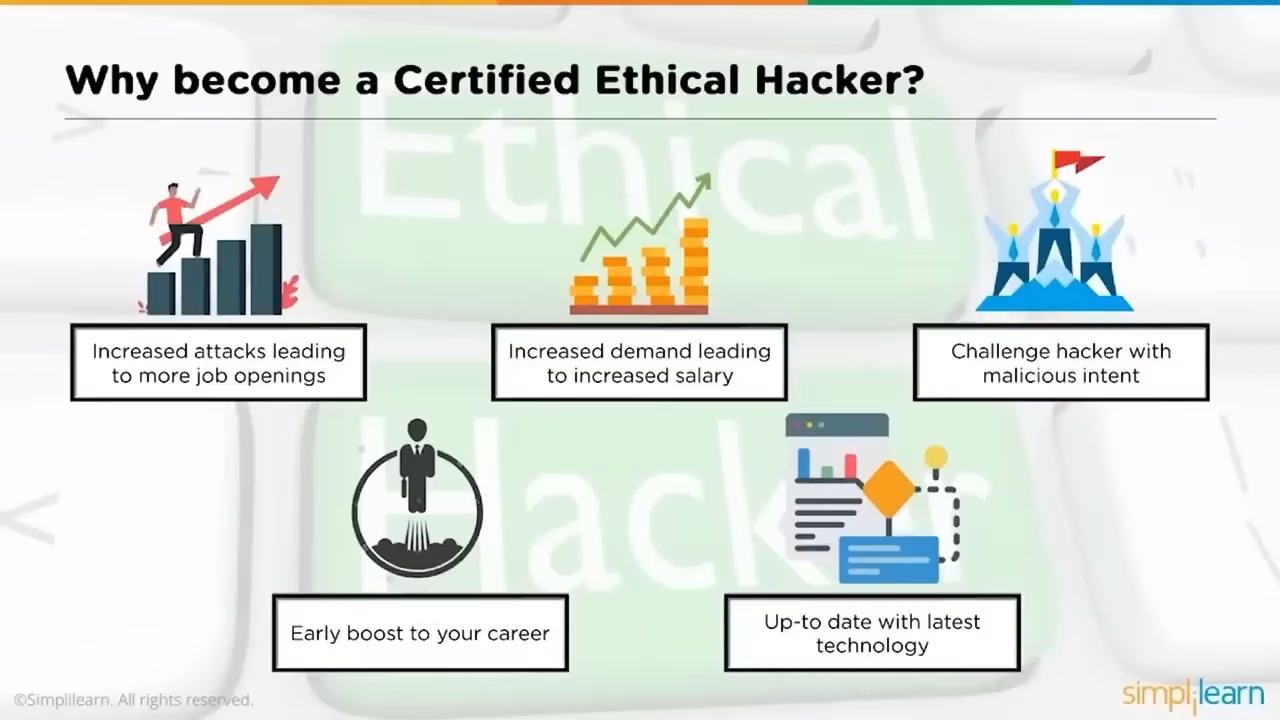 Why become a Certified Ethical Hacker?
Ethical
Increased attacks leading
to more job openings
Increased demand leading
to increased salary
Challenge hacker with
malicious intent
Hacker
Early boost to your career
Up-to date with latest
technology
©Simplilearn. All rights reserved.
simplilearn